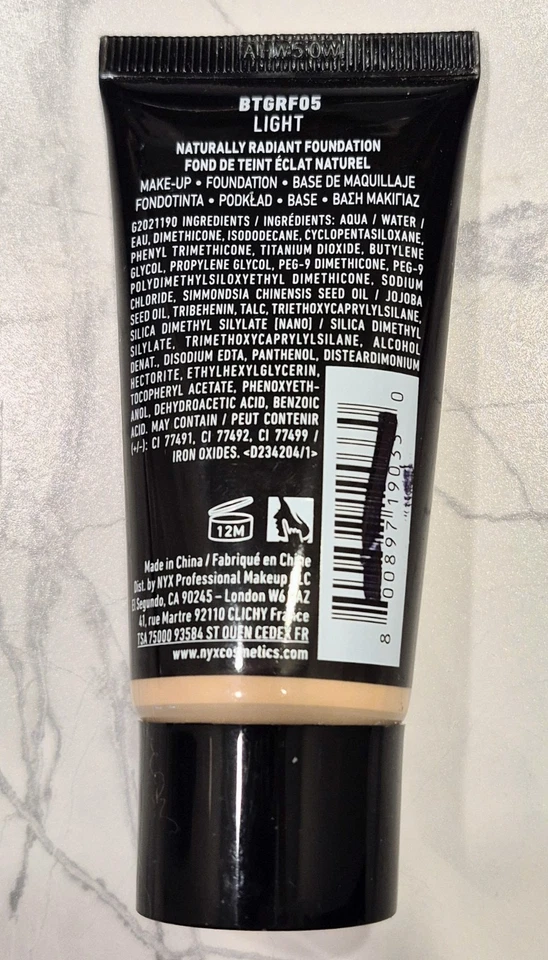 BTGRF05
LIGHT
NATURALLY RADIANT FOUNDATION
FOND DE TEINT ÉCLAT NATUREL
MAKE-UP • FOUNDATION • BASE DE MAQUILLAJE
FONDOTINTA • PODKŁAD • BASE • ΒΑΣΗ ΜΑΚΙΓΙΑΖ
G2021190 INGREDIENTS / INGRÉDIENTS: AQUA / WATER /
EAU, DIMETHICONE, ISODODECANE, CYCLOPENTASILOXANE,
PHENYL TRIMETHICONE, TITANIUM DIOXIDE, BUTYLENE
GLYCOL, PROPYLENE GLYCOL, PEG-9 DIMETHICONE, PEG-9
POLYDIMETHYLSILOXYETHYL DIMETHICONE, SODIUM
CHLORIDE, SIMMONDSIA CHINENSIS SEED OIL / JOJOBA
SEED OIL, TRIBEHENIN, TALC, TRIETHOXYCAPRYLYLSILANE,
SILICA DIMETHYL SILYLATE [NANO] / SILICA DIMETHYL
SILYLATE, TRIMETHOXYCAPRYLYLSILANE, ALCOHOL
DENAT., DISODIUM EDTA, PANTHENOL, DISTEARDIMONIUM
HECTORITE, ETHYLHEXYLGLYCERIN,
TOCOPHERYL ACETATE, PHENOXYETH-
ANOL, DEHYDROACETIC ACID, BENZOIC
ACID. MAY CONTAIN / PEUT CONTENIR
(+/-): CI 77491, CI 77492, CI 77499 /
IRON OXIDES. <D234204/1>
12M
Made in China / Fabriqué en Chine
Dist. by NYX Professional Makeup LLC
El Segundo, CA 90245 – London W6 8AZ
41, rue Martre 92110 CLICHY France
TSA 75000 93584 ST OUEN CEDEX FR
www.nyxcosmetics.com
8 00897 19035 0